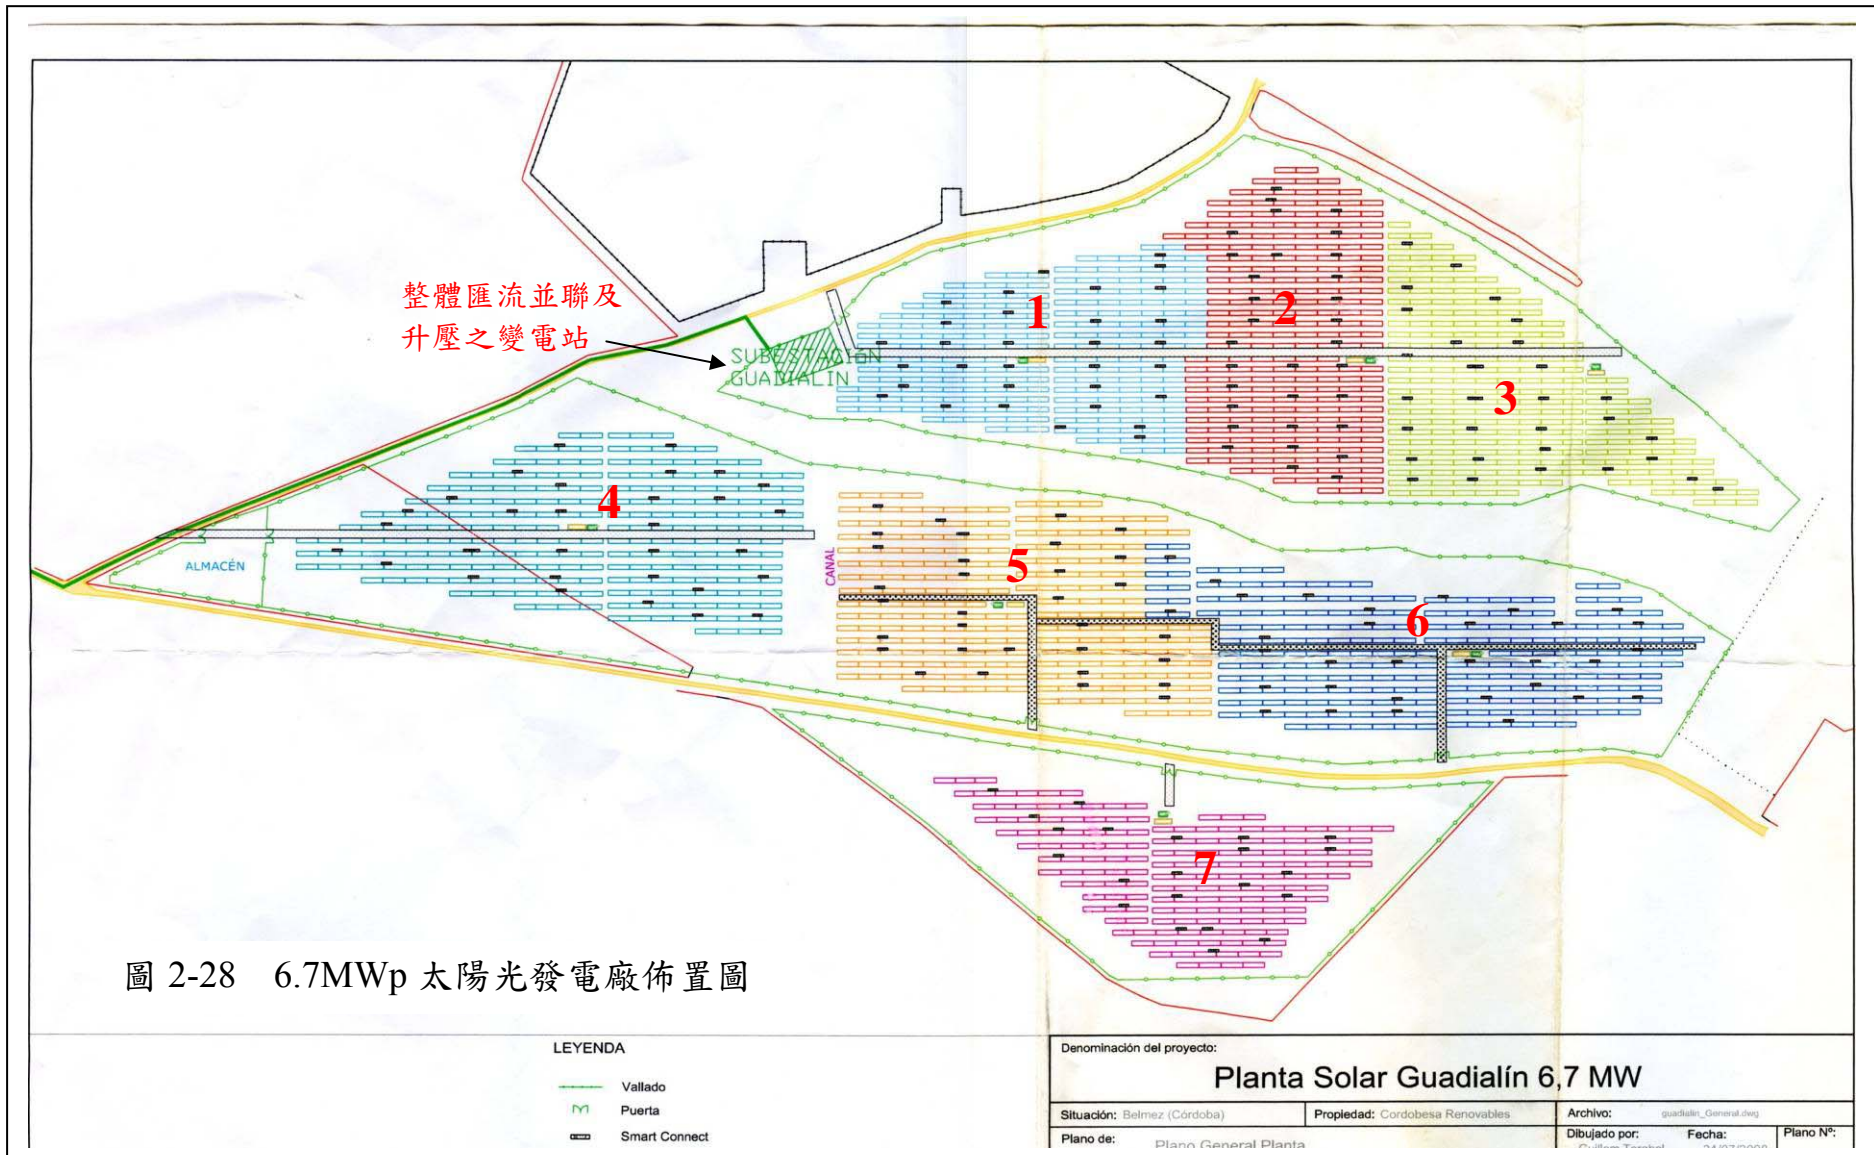 整體匯流並聯及
升壓之變電站
SUBESTACIÓN
GUADIALIN
1
2
3
4
5
6
7
ALMACÉN
CANAL
圖 2-28 6.7MWp 太陽光發電廠佈置圖
LEYENDA
Vallado
Puerta
Smart Connect
Denominación del proyecto:
Planta Solar Guadialín 6,7 MW
Situación: Belmez (Córdoba)
Propiedad: Cordobesa Renovables
Archivo: guadialin_General.dwg
Plano de: Plano General Planta
Dibujado por:
Fecha:
Plano Nº: